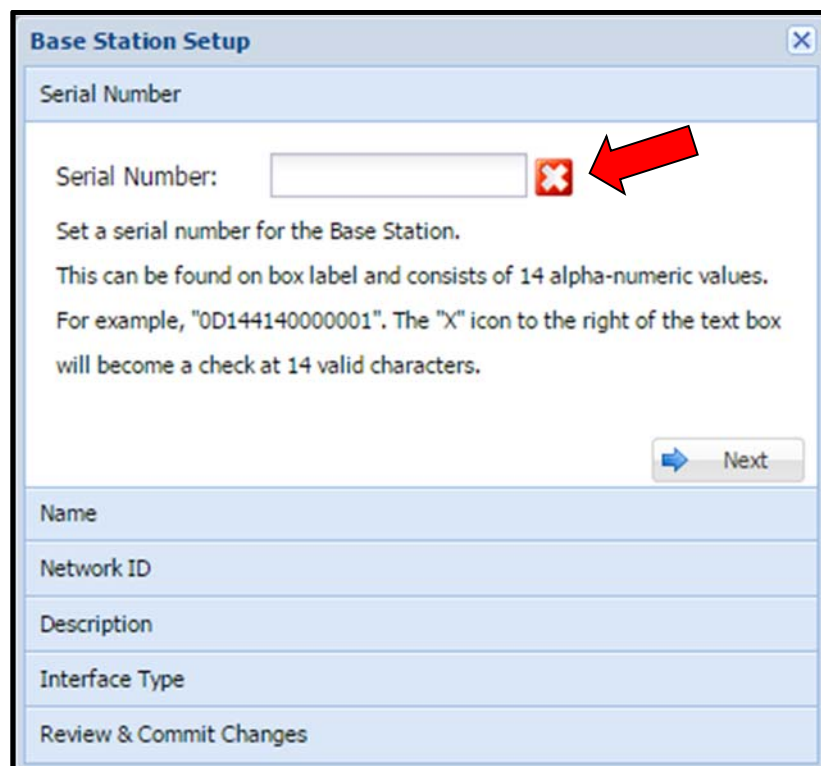 Base Station Setup
Serial Number
Serial Number:
Set a serial number for the Base Station.
This can be found on box label and consists of 14 alpha-numeric values.
For example, "0D144140000001". The "X" icon to the right of the text box
will become a check at 14 valid characters.
Next
Name
Network ID
Description
Interface Type
Review & Commit Changes